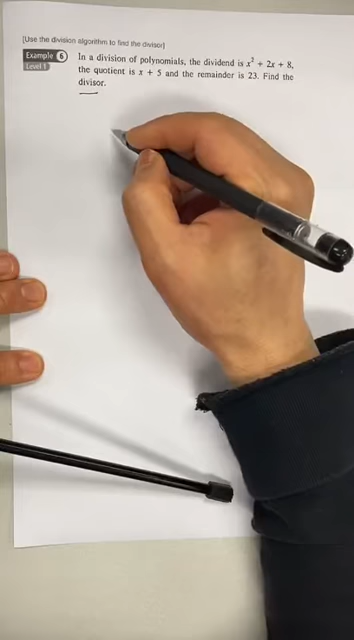 [Use the division algorithm to find the divisor]
Example 6 In a division of polynomials, the dividend is x² + 2x + 8,
Level 1 the quotient is x + 5 and the remainder is 23. Find the
divisor.